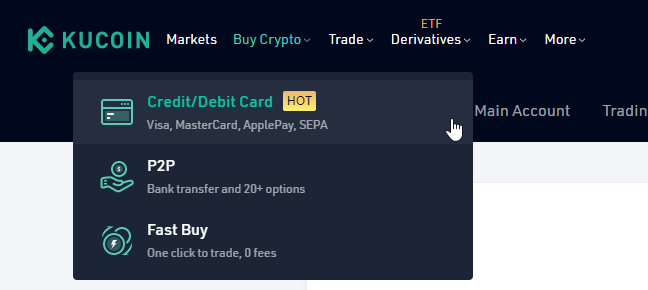 ETF
KUCOIN Markets Buy Crypto Trade Derivatives Earn More
Credit/Debit Card HOT
Visa, MasterCard, ApplePay, SEPA
Main Account Tradin
P2P
Bank transfer and 20+ options
Fast Buy
One click to trade, 0 fees